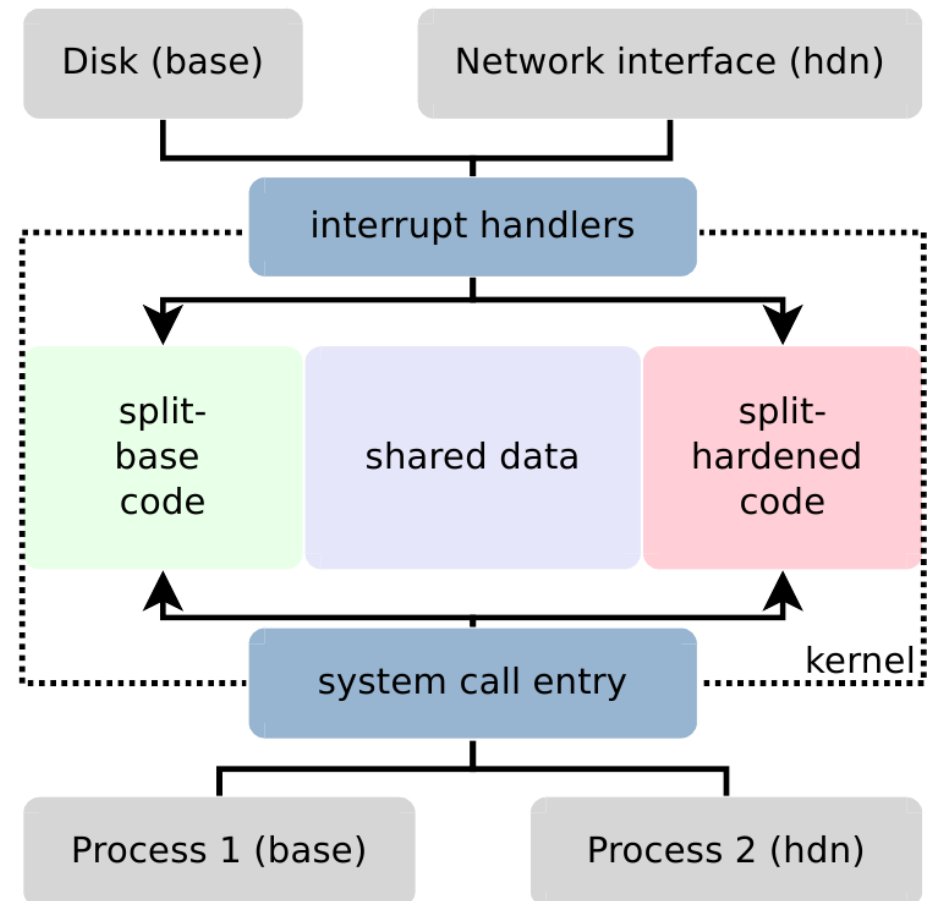 Disk (base)
Network interface (hdn)
interrupt handlers
split-
base
code
shared data
split-
hardened
code
kernel
system call entry
Process 1 (base)
Process 2 (hdn)